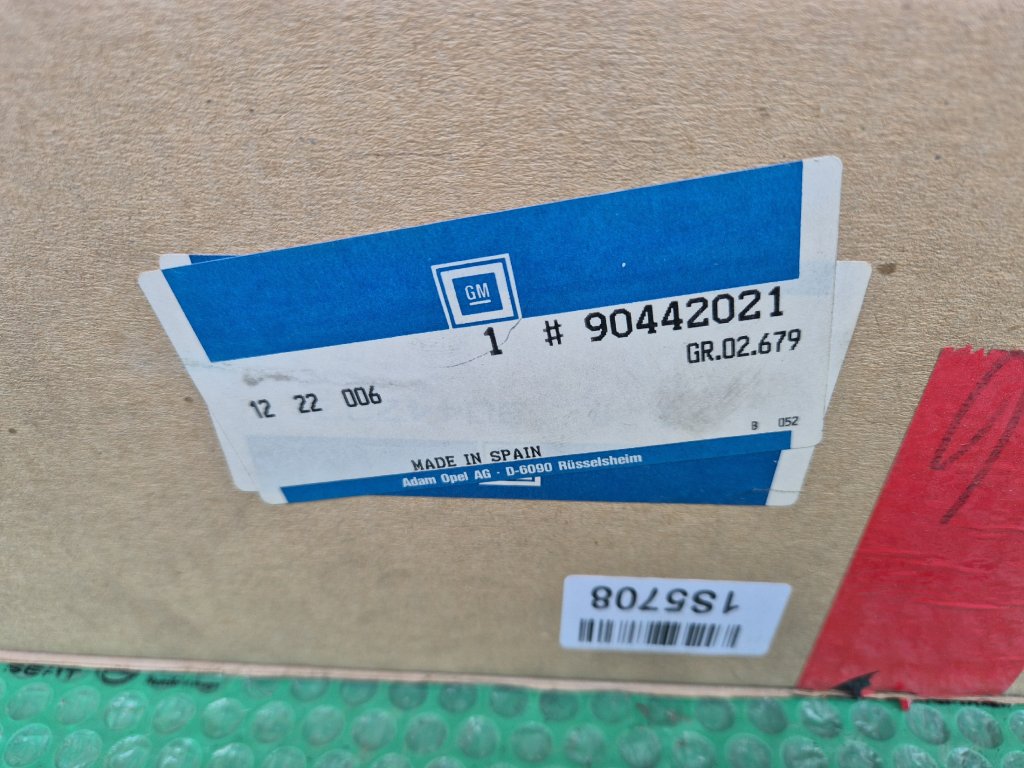 GM
1 # 90442021
GR.02.679
12 22 006
B 052
MADE IN SPAIN
Adam Opel AG · D-6090 Rüsselsheim
1S5708